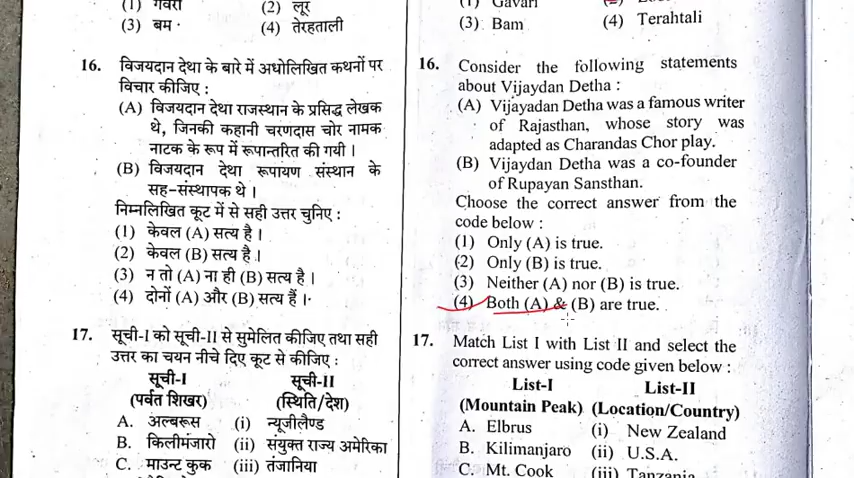 (1) गवरी
(2) लूर
(3) बम
(4) तेरहताली
16. विजयदान देथा के बारे में अधोलिखित कथनों पर
विचार कीजिए :
(A) विजयदान देथा राजस्थान के प्रसिद्ध लेखक
थे, जिनकी कहानी चरणदास चोर नामक
नाटक के रूप में रूपान्तरित की गयी ।
(B) विजयदान देथा रूपायण संस्थान के
सह-संस्थापक थे ।
निम्नलिखित कूट में से सही उत्तर चुनिए :
(1) केवल (A) सत्य है ।
(2) केवल (B) सत्य है ।
(3) न तो (A) ना ही (B) सत्य है ।
(4) दोनों (A) और (B) सत्य हैं ।
17. सूची-I को सूची-II से सुमेलित कीजिए तथा सही
उत्तर का चयन नीचे दिए कूट से कीजिए :
सूची-I सूची-II
(पर्वत शिखर) (स्थिति/देश)
A. अल्बरूस (i) न्यूजीलैण्ड
B. किलीमंजारो (ii) संयुक्त राज्य अमेरिका
C. माउन्ट कुक (iii) तंजानिया
(1) Gavari
(3) Bam (4) Terahtali
16. Consider the following statements
about Vijaydan Detha :
(A) Vijayadan Detha was a famous writer
of Rajasthan, whose story was
adapted as Charandas Chor play.
(B) Vijaydan Detha was a co-founder
of Rupayan Sansthan.
Choose the correct answer from the
code below :
(1) Only (A) is true.
(2) Only (B) is true.
(3) Neither (A) nor (B) is true.
(4) Both (A) & (B) are true.
17. Match List I with List II and select the
correct answer using code given below :
List-I List-II
(Mountain Peak) (Location/Country)
A. Elbrus (i) New Zealand
B. Kilimanjaro (ii) U.S.A.
C. Mt. Cook (iii) Tanzania